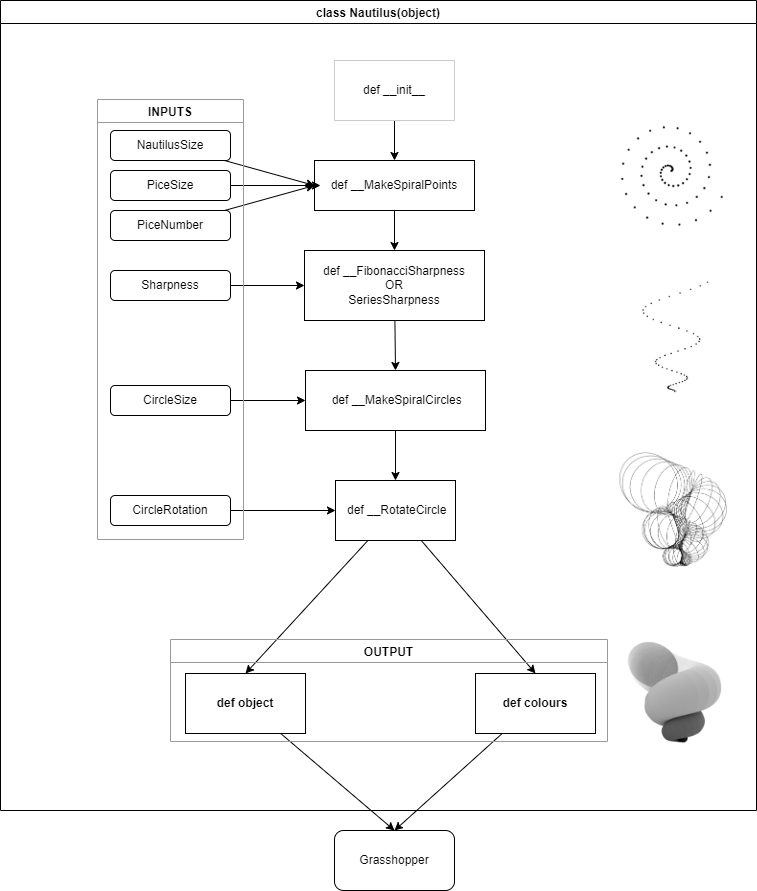 class Nautilus(object)
def __init__
INPUTS
NautilusSize
PiceSize
def __MakeSpiralPoints
PiceNumber
Sharpness
def __FibonacciSharpness
OR
SeriesSharpness
CircleSize
def __MakeSpiralCircles
CircleRotation
def __RotateCircle
OUTPUT
def object
def colours
Grasshopper